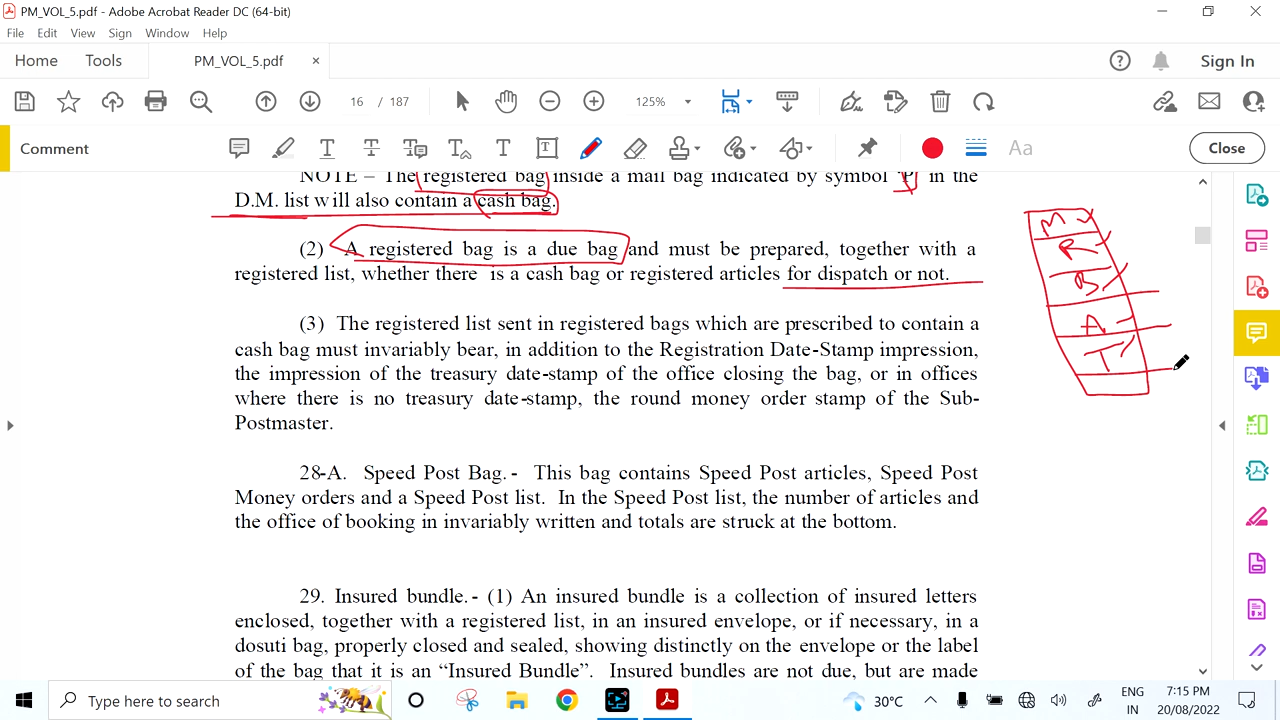 PM_VOL_5.pdf - Adobe Acrobat Reader DC (64-bit)
File Edit View Sign Window Help
Home Tools PM_VOL_5.pdf × Sign In
16 / 187 125%
Comment Aa Close
NOTE – The registered bag inside a mail bag indicated by symbol 'P' in the
D.M. list will also contain a cash bag.
(2) A registered bag is a due bag and must be prepared, together with a
registered list, whether there is a cash bag or registered articles for dispatch or not.
M
R
B
A
T
(3) The registered list sent in registered bags which are prescribed to contain a
cash bag must invariably bear, in addition to the Registration Date-Stamp impression,
the impression of the treasury date-stamp of the office closing the bag, or in offices
where there is no treasury date-stamp, the round money order stamp of the Sub-
Postmaster.
28-A. Speed Post Bag.- This bag contains Speed Post articles, Speed Post
Money orders and a Speed Post list. In the Speed Post list, the number of articles and
the office of booking in invariably written and totals are struck at the bottom.
29. Insured bundle.- (1) An insured bundle is a collection of insured letters
enclosed, together with a registered list, in an insured envelope, or if necessary, in a
dosuti bag, properly closed and sealed, showing distinctly on the envelope or the label
of the bag that it is an “Insured Bundle”. Insured bundles are not due, but are made
Type here to search
30°C
ENG
IN
7:15 PM
20/08/2022